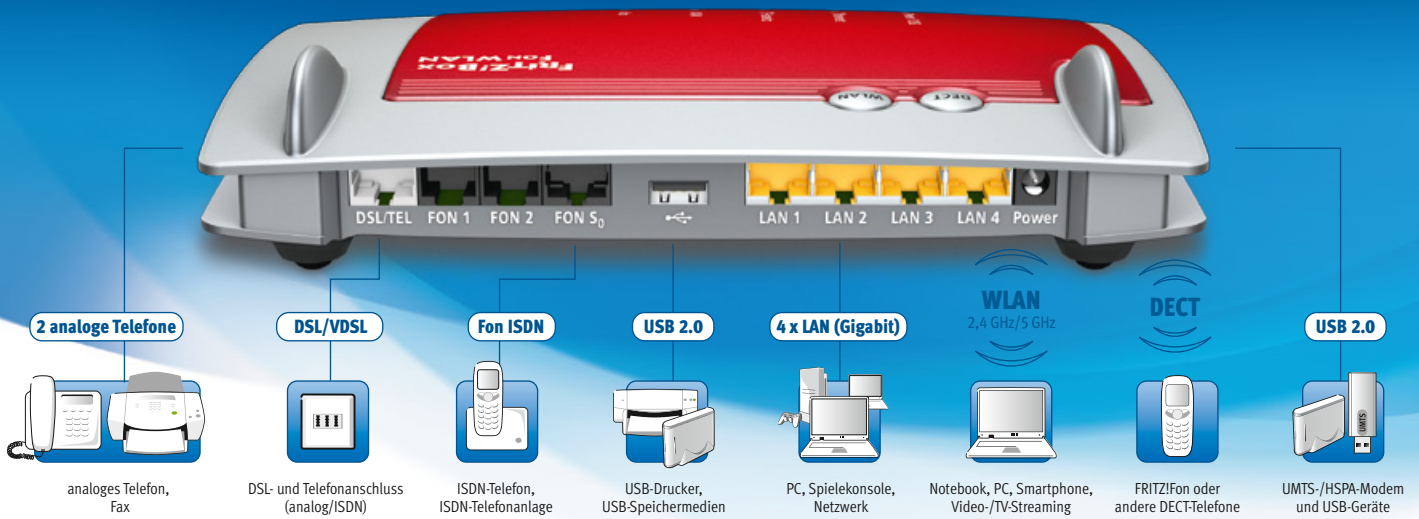 FRITZ!Box
FON WLAN
WLAN
DECT
DSL/TEL
FON 1
FON 2
FON S0
LAN 1
LAN 2
LAN 3
LAN 4
Power
WLAN
2,4 GHz/5 GHz
DECT
2 analoge Telefone
DSL/VDSL
Fon ISDN
USB 2.0
4 x LAN (Gigabit)
USB 2.0
UMTS
analoges Telefon,
Fax
DSL- und Telefonanschluss
(analog/ISDN)
ISDN-Telefon,
ISDN-Telefonanlage
USB-Drucker,
USB-Speichermedien
PC, Spielekonsole,
Netzwerk
Notebook, PC, Smartphone,
Video-/TV-Streaming
FRITZ!Fon oder
andere DECT-Telefone
UMTS-/HSPA-Modem
und USB-Geräte